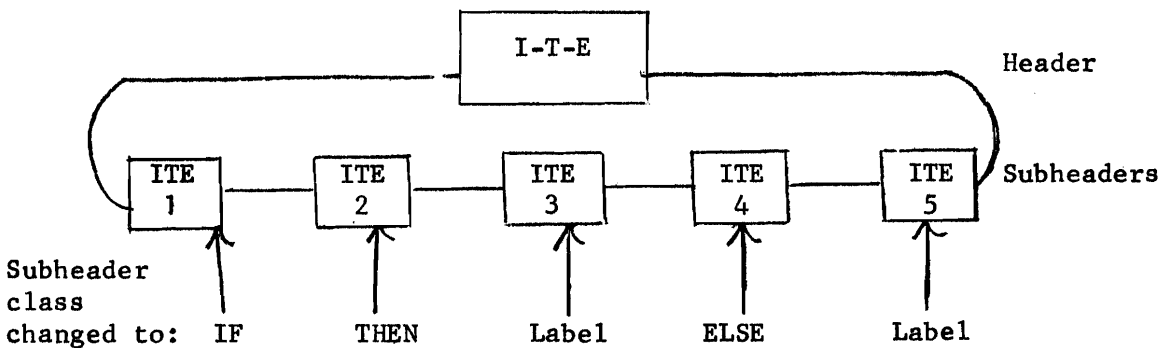 I-T-E
Header
ITE ITE ITE ITE ITE
1 2 3 4 5
Subheaders
Subheader
class
changed to: IF THEN Label ELSE Label